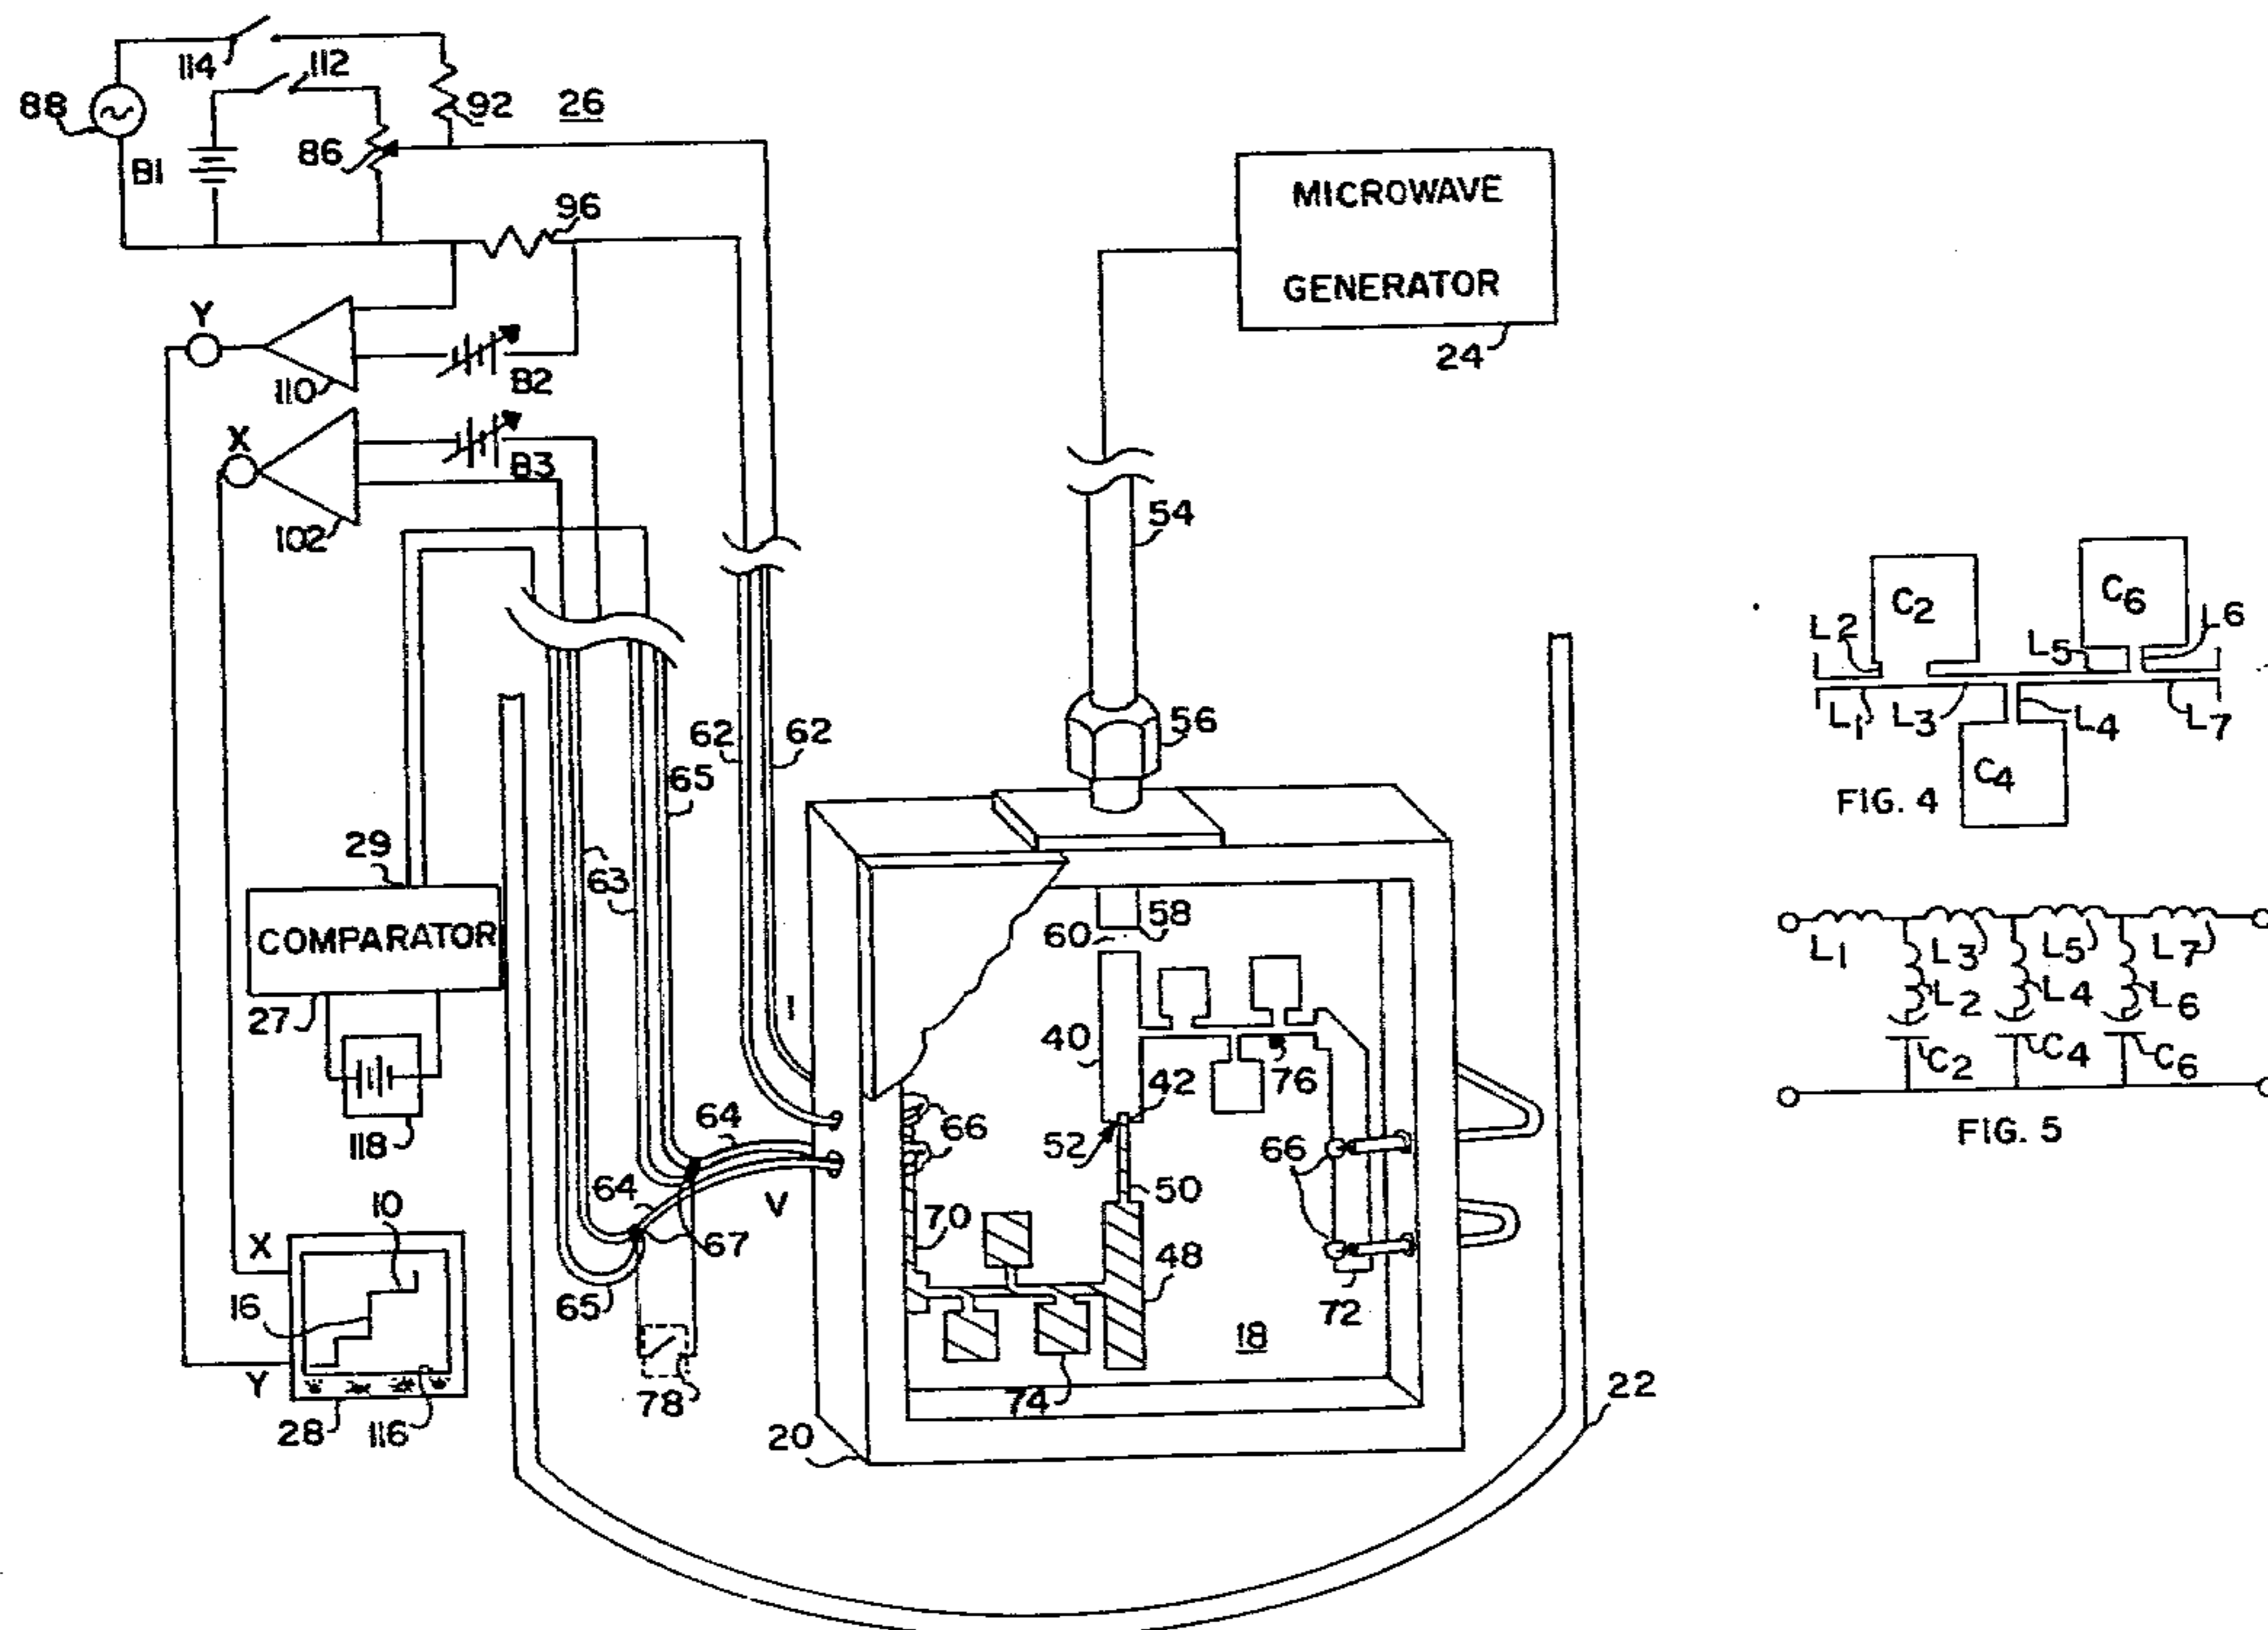 114
112
88
92
26
B1
86
96
MICROWAVE
GENERATOR
24
Y
110
B2
X
B3
102
54
56
62
62
65
29
63
COMPARATOR
27
118
I
58
60
40
42
76
66
52
66
50
64
64
V
67
65
70
48
10
X
16
Y
28
116
78
74
72
18
20
22
C2
C6
L2
L5
L6
L1
L3
L4
L7
C4
FIG. 4
L1
L3
L5
L7
L2
L4
L6
C2
C4
C6
FIG. 5